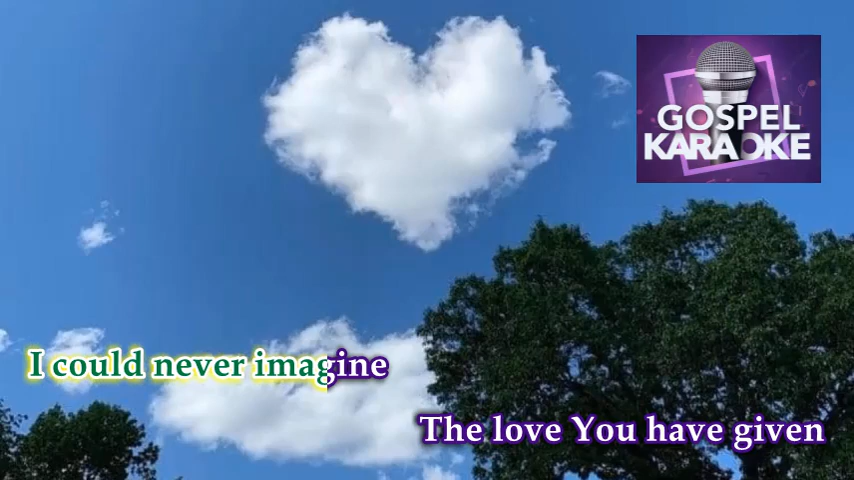 GOSPEL
KARAOKE
I could never imagine
The love You have given